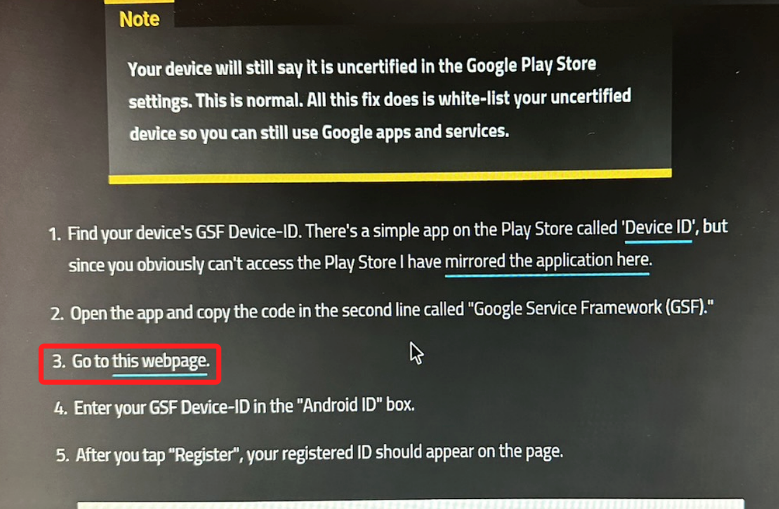 Note
Your device will still say it is uncertified in the Google Play Store
settings. This is normal. All this fix does is white-list your uncertified
device so you can still use Google apps and services.
1. Find your device's GSF Device-ID. There's a simple app on the Play Store called 'Device ID', but
since you obviously can't access the Play Store I have mirrored the application here.
2. Open the app and copy the code in the second line called "Google Service Framework (GSF)."
3. Go to this webpage.
4. Enter your GSF Device-ID in the "Android ID" box.
5. After you tap "Register", your registered ID should appear on the page.